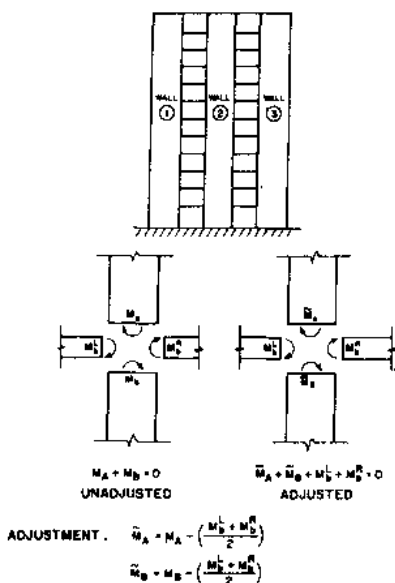 WALL WALL WALL
1 2 3
M_A M̃_A
M_b^L M_b^R M_b^L M_b^R
M_b M̃_B
M_A + M_b = 0 M̃_A + M̃_B + M_b^L + M_b^R = 0
UNADJUSTED ADJUSTED
ADJUSTMENT. M̃_A = M_A - (M_b^L + M_b^R / 2)
M̃_B = M_B - (M_b^L + M_b^R / 2)